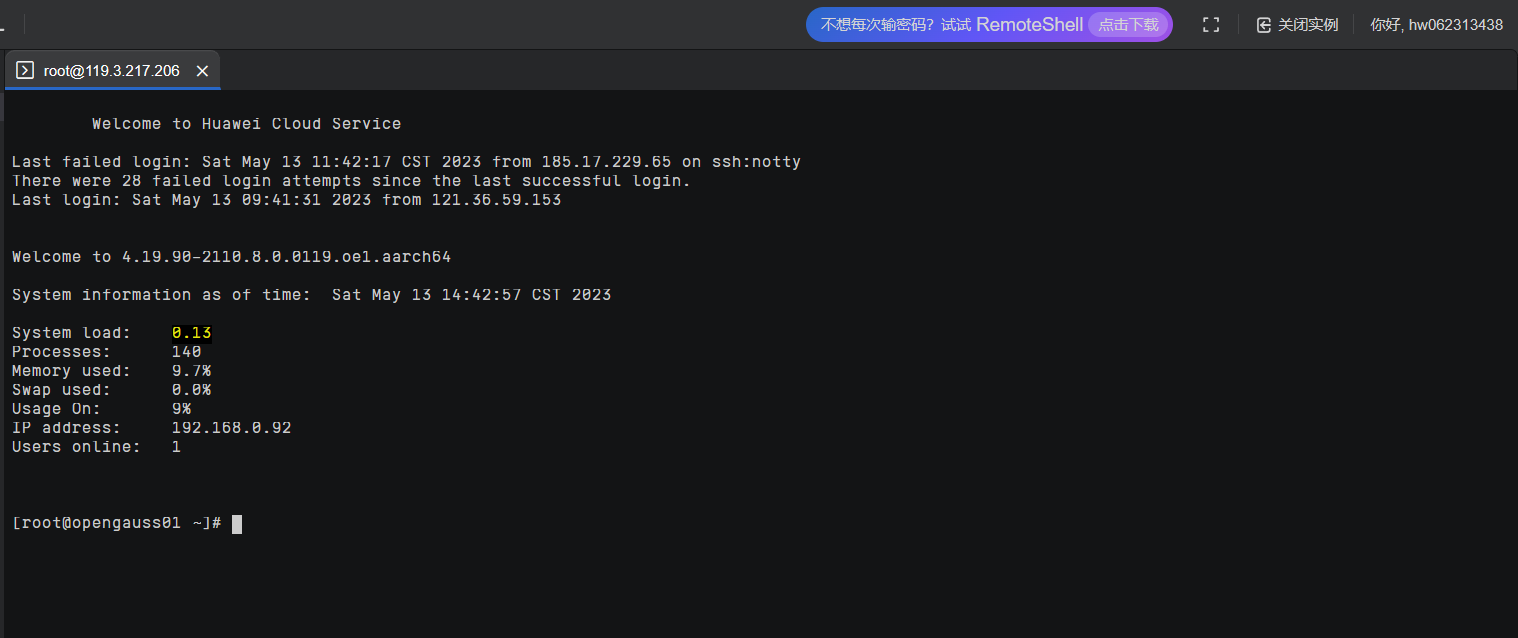 不想每次输密码? 试试 RemoteShell 点击下载
关闭实例
你好, hw062313438
root@119.3.217.206
Welcome to Huawei Cloud Service
Last failed login: Sat May 13 11:42:17 CST 2023 from 185.17.229.65 on ssh:notty
There were 28 failed login attempts since the last successful login.
Last login: Sat May 13 09:41:31 2023 from 121.36.59.153
Welcome to 4.19.90-2110.8.0.0119.oe1.aarch64
System information as of time:  Sat May 13 14:42:57 CST 2023
System load:    0.13
Processes:      140
Memory used:    9.7%
Swap used:      0.0%
Usage On:       9%
IP address:     192.168.0.92
Users online:   1
[root@opengauss01 ~]#